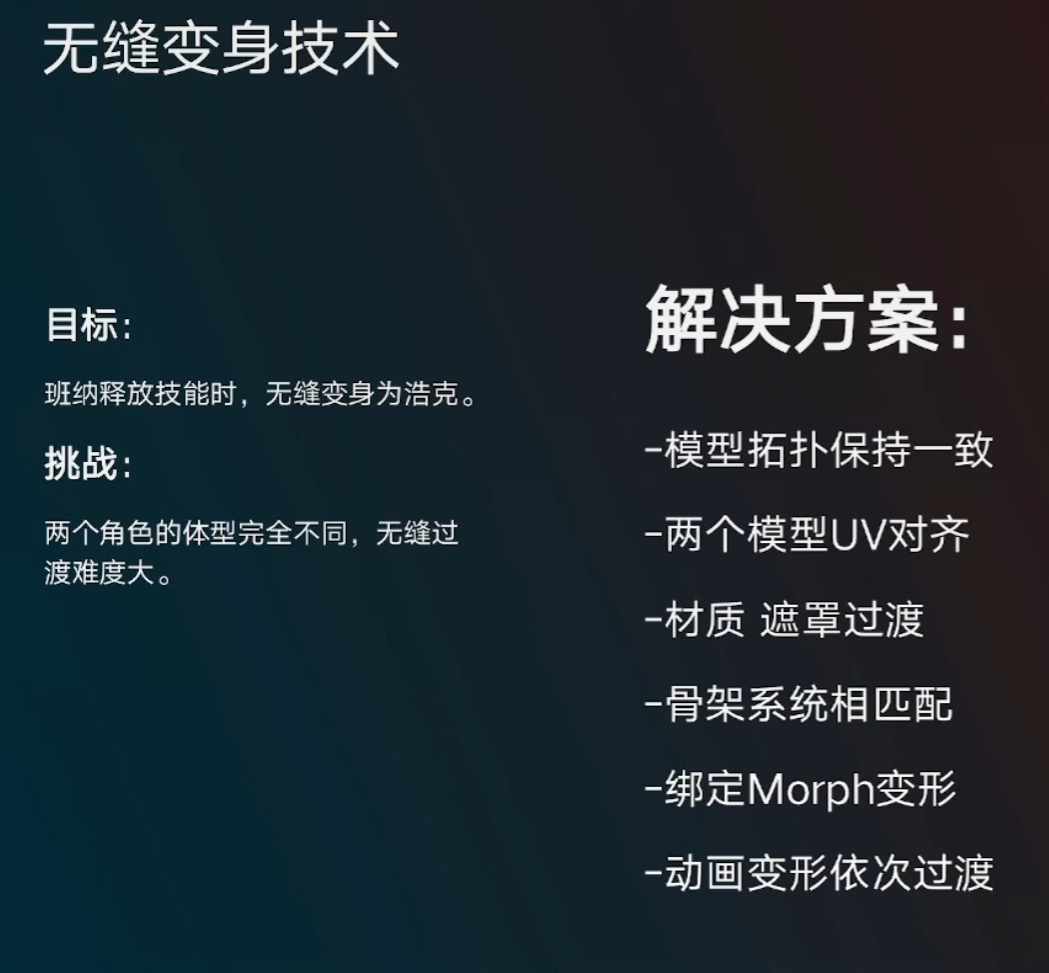 无缝变身技术
目标：
班纳释放技能时，无缝变身为浩克。
挑战：
两个角色的体型完全不同，无缝过
渡难度大。
解决方案：
-模型拓扑保持一致
-两个模型UV对齐
-材质 遮罩过渡
-骨架系统相匹配
-绑定Morph变形
-动画变形依次过渡